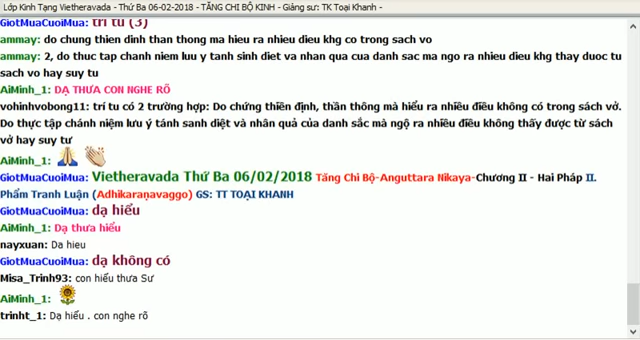 Lớp Kinh Tạng Vietheravada - Thứ Ba 06-02-2018 - TĂNG CHI BỘ KINH - Giảng sư: TK Toại Khanh -
GiotMuaCuoiMua: trí tu (3)
ammay: do chung thien dinh than thong ma hieu ra nhieu dieu khg co trong sach vo
ammay: 2, do thuc tap chanh niem luu y tanh sinh diet va nhan qua cua danh sac ma ngo ra nhieu dieu khg thay duoc tu
sach vo hay suy tu
AiMinh_1: DẠ THƯA CON NGHE RÕ
vohinhvobong11: trí tu có 2 trường hợp: Do chứng thiền định, thần thông mà hiểu ra nhiều điều không có trong sách vở.
Do thực tập chánh niệm lưu ý tánh sanh diệt và nhân quả của danh sắc mà ngộ ra nhiều điều không thấy được từ sách
vở hay suy tư
AiMinh_1:
GiotMuaCuoiMua: Vietheravada Thứ Ba 06/02/2018 Tăng Chi Bộ-Anguttara Nikaya-Chương II - Hai Pháp II.
Phẩm Tranh Luận (Adhikaraṇavaggo) GS: TT TOẠI KHANH
GiotMuaCuoiMua: dạ hiểu
AiMinh_1: Dạ thưa hiểu
nayxuan: Da hieu
GiotMuaCuoiMua: dạ không có
Misa_Trinh93: con hiểu thưa Sư
AiMinh_1:
trinht_1: Dạ hiểu . con nghe rõ